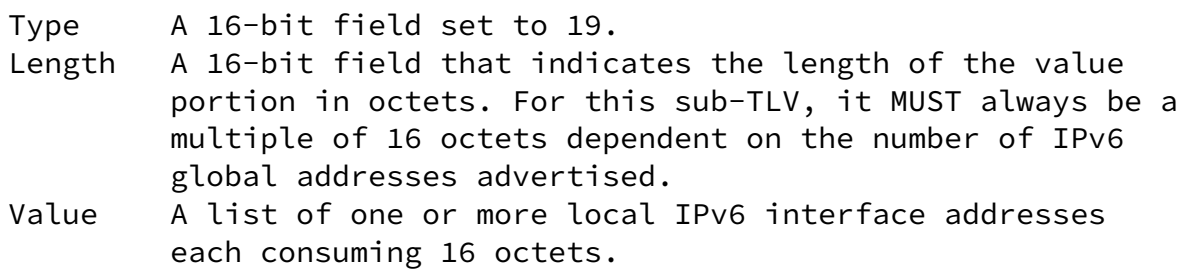 Type     A 16-bit field set to 19.
Length   A 16-bit field that indicates the length of the value
         portion in octets. For this sub-TLV, it MUST always be a
         multiple of 16 octets dependent on the number of IPv6
         global addresses advertised.
Value    A list of one or more local IPv6 interface addresses
         each consuming 16 octets.